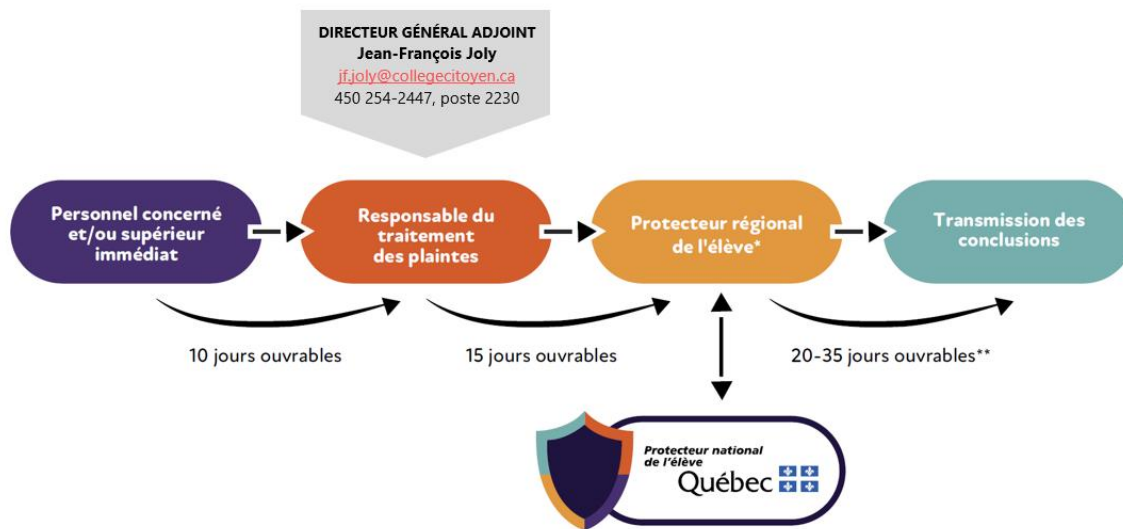 DIRECTEUR GÉNÉRAL ADJOINT
Jean-François Joly
jf.joly@collegecitoyen.ca
450 254-2447, poste 2230
Personnel concerné
et/ou supérieur
immédiat
Responsable du
traitement
des plaintes
Protecteur régional
de l'élève*
Transmission des
conclusions
10 jours ouvrables
15 jours ouvrables
20-35 jours ouvrables**
Protecteur national
de l'élève
Québec